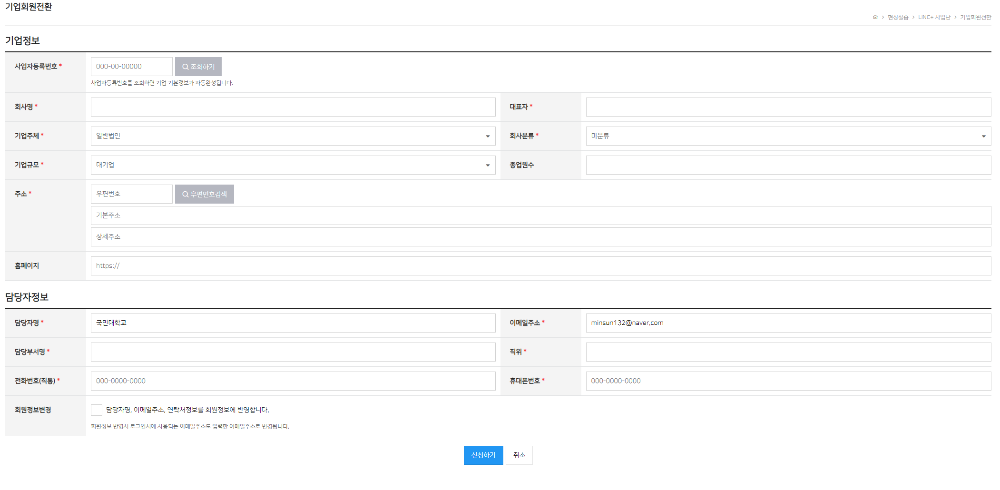 기업회원전환
현장실습 > LINC+ 사업단 > 기업회원전환
기업정보
사업자등록번호 * 000-00-00000 조회하기
사업자등록번호를 조회하면 기업 기본정보가 자동완성됩니다.
회사명 * 대표자 *
기업주체 * 일반법인 회사분류 * 미분류
기업규모 * 대기업 종업원수
주소 * 우편번호 우편번호검색
기본주소
상세주소
홈페이지 https://
담당자정보
담당자명 * 국민대학교 이메일주소 * minsun132@naver.com
담당부서명 * 직위 *
전화번호(직통) * 000-0000-0000 휴대폰번호 * 000-0000-0000
회원정보변경 담당자명, 이메일주소, 연락처정보를 회원정보에 반영합니다.
회원정보 반영시 로그인시에 사용되는 이메일주소도 입력한 이메일주소로 변경됩니다.
신청하기 취소